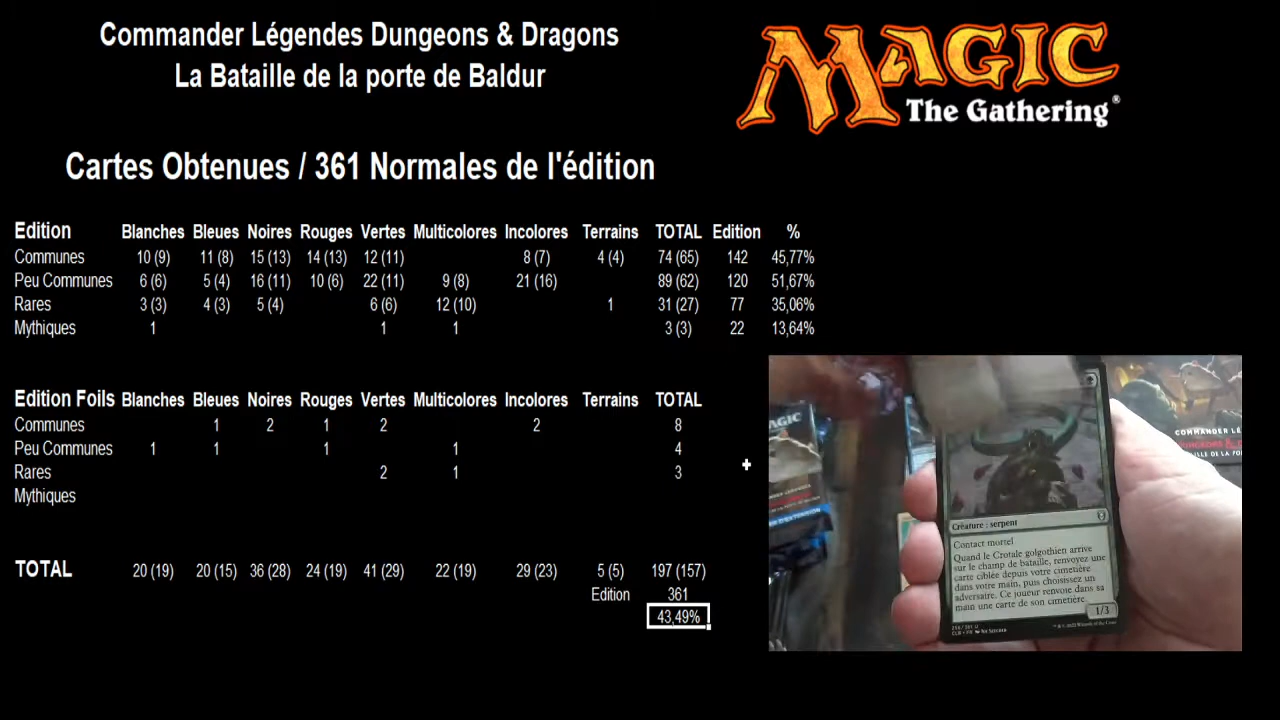 Commander Légendes Dungeons & Dragons
La Bataille de la porte de Baldur
MAGIC
The Gathering®
Cartes Obtenues / 361 Normales de l'édition
Edition Blanches Bleues Noires Rouges Vertes Multicolores Incolores Terrains TOTAL Edition %
Communes 10 (9) 11 (8) 15 (13) 14 (13) 12 (11) 8 (7) 4 (4) 74 (65) 142 45,77%
Peu Communes 6 (6) 5 (4) 16 (11) 10 (6) 22 (11) 9 (8) 21 (16) 89 (62) 120 51,67%
Rares 3 (3) 4 (3) 5 (4) 6 (6) 12 (10) 1 31 (27) 77 35,06%
Mythiques 1 1 1 3 (3) 22 13,64%
Edition Foils Blanches Bleues Noires Rouges Vertes Multicolores Incolores Terrains TOTAL
Communes 1 2 1 2 2 8
Peu Communes 1 1 1 1 4
Rares 2 1 3
Mythiques
TOTAL 20 (19) 20 (15) 36 (28) 24 (19) 41 (29) 22 (19) 29 (23) 5 (5) 197 (157)
Edition 361
43,49%
Créature : serpent
Contact mortel
Quand le Crotale golgothien arrive
sur le champ de bataille, renvoyez une
carte ciblée depuis votre cimetière
dans votre main, puis choisissez un
adversaire. Ce joueur renvoie dans sa
main une carte de son cimetière.
1/3
COMMANDER LÉ